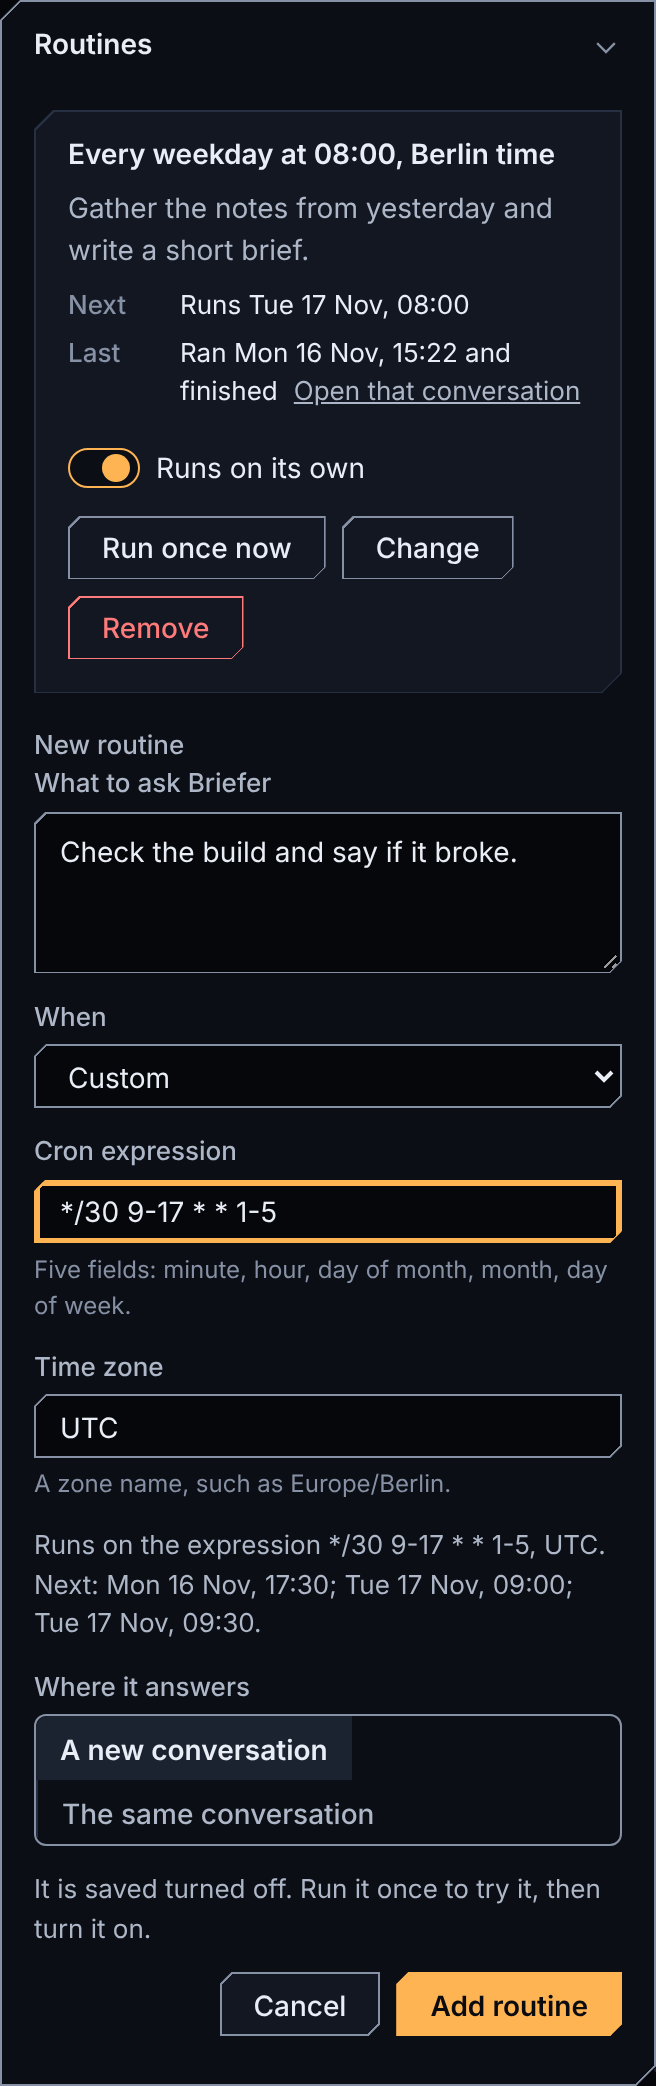 Routines
Every weekday at 08:00, Berlin time
Gather the notes from yesterday and
write a short brief.
Next Runs Tue 17 Nov, 08:00
Last Ran Mon 16 Nov, 15:22 and
finished Open that conversation
Runs on its own
Run once now Change
Remove
New routine
What to ask Briefer
Check the build and say if it broke.
When
Custom
Cron expression
*/30 9-17 * * 1-5
Five fields: minute, hour, day of month, month, day
of week.
Time zone
UTC
A zone name, such as Europe/Berlin.
Runs on the expression */30 9-17 * * 1-5, UTC.
Next: Mon 16 Nov, 17:30; Tue 17 Nov, 09:00;
Tue 17 Nov, 09:30.
Where it answers
A new conversation
The same conversation
It is saved turned off. Run it once to try it, then
turn it on.
Cancel Add routine